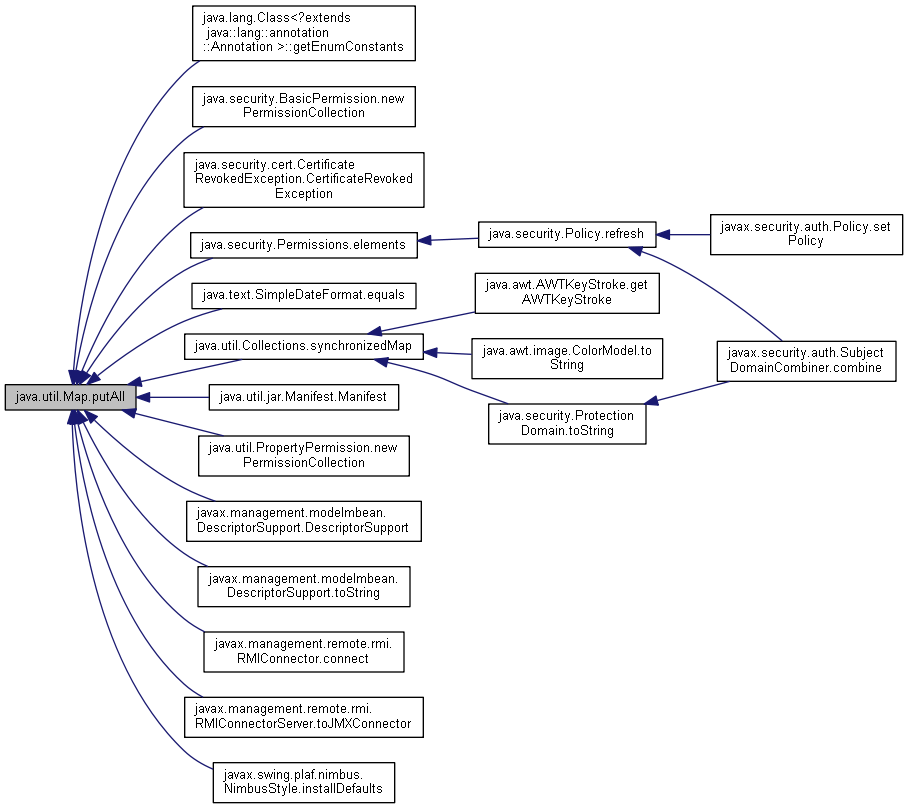 java.lang.Class<?extends
java::lang::annotation
::Annotation >::getEnumConstants
java.security.BasicPermission.new
PermissionCollection
java.security.cert.Certificate
RevokedException.CertificateRevoked
Exception
java.security.Permissions.elements
java.security.Policy.refresh
javax.security.auth.Policy.set
Policy
java.text.SimpleDateFormat.equals
java.awt.AWTKeyStroke.get
AWTKeyStroke
java.util.Collections.synchronizedMap
java.awt.image.ColorModel.to
String
javax.security.auth.Subject
DomainCombiner.combine
java.util.Map.putAll
java.util.jar.Manifest.Manifest
java.security.Protection
Domain.toString
java.util.PropertyPermission.new
PermissionCollection
javax.management.modelmbean.
DescriptorSupport.DescriptorSupport
javax.management.modelmbean.
DescriptorSupport.toString
javax.management.remote.rmi.
RMIConnector.connect
javax.management.remote.rmi.
RMIConnectorServer.toJMXConnector
javax.swing.plaf.nimbus.
NimbusStyle.installDefaults